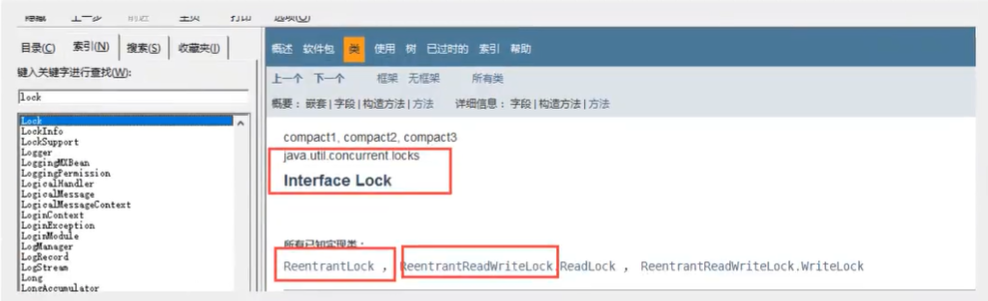 隐藏 上一步 前进 主页 打印 选项(O)
目录(C) 索引(N) 搜索(S) 收藏夹(I)
键入关键字进行查找(W):
lock
Lock
LockInfo
LockSupport
Logger
LoggingMXBean
LoggingPermission
LogicalHandler
LogicalMessage
LogicalMessageContext
LoginContext
LoginException
LoginModule
LogManager
LogRecord
LogStream
Long
LongAccumulator
概述 软件包 类 使用 树 已过时的 索引 帮助
上一个 下一个 框架 无框架 所有类
概要： 嵌套 | 字段 | 构造方法 | 方法 详细信息： 字段 | 构造方法 | 方法
compact1, compact2, compact3
java.util.concurrent.locks
Interface Lock
所有已知实现类：
ReentrantLock ， ReentrantReadWriteLock.ReadLock ， ReentrantReadWriteLock.WriteLock